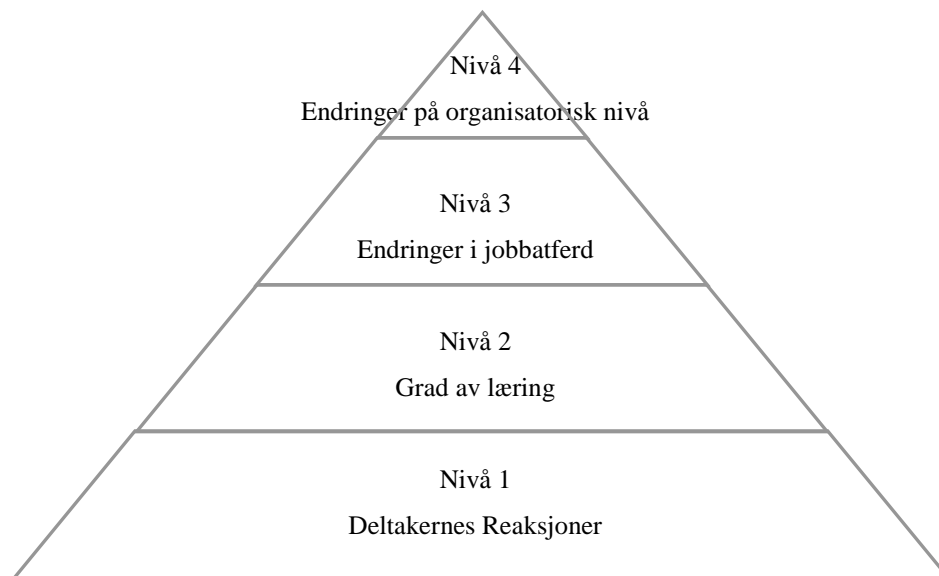 Nivå 4
Endringer på organisatorisk nivå
Nivå 3
Endringer i jobbatferd
Nivå 2
Grad av læring
Nivå 1
Deltakernes Reaksjoner